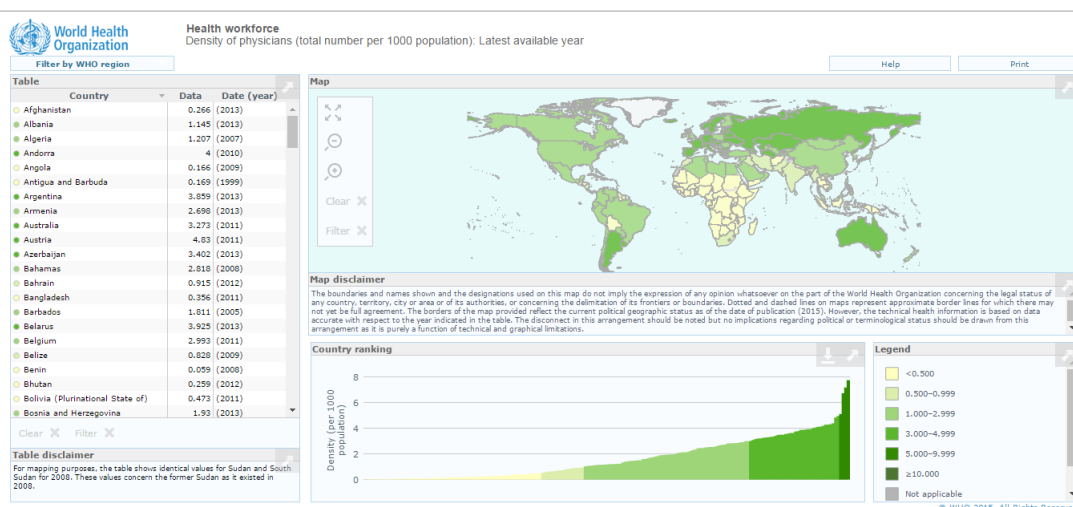 World Health
Organization
Health workforce
Density of physicians (total number per 1000 population): Latest available year
Filter by WHO region
Help
Print
Table
Country Data Date (year)
Afghanistan 0.266 (2013)
Albania 1.145 (2013)
Algeria 1.207 (2007)
Andorra 4 (2010)
Angola 0.166 (2009)
Antigua and Barbuda 0.169 (1999)
Argentina 3.859 (2013)
Armenia 2.698 (2013)
Australia 3.273 (2011)
Austria 4.83 (2011)
Azerbaijan 3.402 (2013)
Bahamas 2.818 (2008)
Bahrain 0.915 (2012)
Bangladesh 0.356 (2011)
Barbados 1.811 (2005)
Belarus 3.925 (2013)
Belgium 2.993 (2011)
Belize 0.828 (2009)
Benin 0.059 (2008)
Bhutan 0.259 (2012)
Bolivia (Plurinational State of) 0.473 (2011)
Bosnia and Herzegovina 1.93 (2013)
Clear Filter
Table disclaimer
For mapping purposes, the table shows identical values for Sudan and South
Sudan for 2008. These values concern the former Sudan as it existed in
2008.
Map
Clear
Filter
Map disclaimer
The boundaries and names shown and the designations used on this map do not imply the expression of any opinion whatsoever on the part of the World Health Organization concerning the legal status of
any country, territory, city or area or of its authorities, or concerning the delimitation of its frontiers or boundaries. Dotted and dashed lines on maps represent approximate border lines for which there may
not yet be full agreement. The borders of the map provided reflect the current political geographic status as of the date of publication (2015). However, the technical health information is based on data
accurate with respect to the year indicated in the table. The disconnect in this arrangement should be noted but no implications regarding political or terminological status should be drawn from this
arrangement as it is purely a function of technical and graphical limitations.
Country ranking
Density (per 1000
population)
8
6
4
2
0
Legend
<0.500
0.500–0.999
1.000–2.999
3.000–4.999
5.000–9.999
≥10.000
Not applicable
© WHO 2015. All Rights